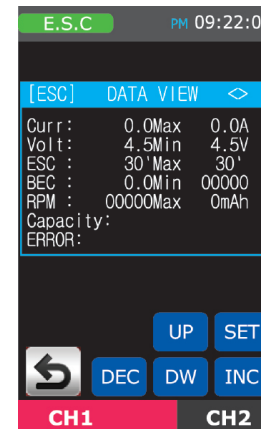 E.S.C PM 09:22:0
[ESC] DATA VIEW <>
Curr: 0.0Max 0.0A
Volt: 4.5Min 4.5V
ESC : 30'Max 30'
BEC : 0.0Min 00000
RPM : 00000Max 0mAh
Capacity:
ERROR:
UP SET
DEC DW INC
CH1 CH2